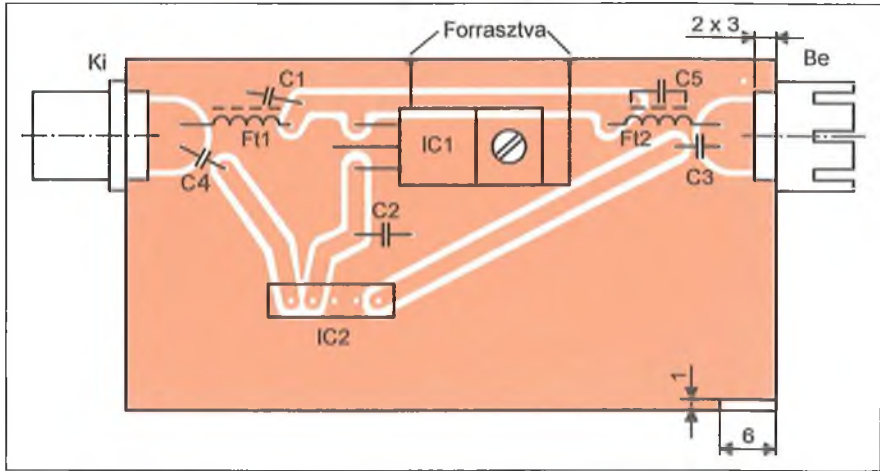 Forrasztva
2 x 3
Ki
Be
C1
C5
Ft1
IC1
Ft2
C4
C3
C2
IC2
1
6